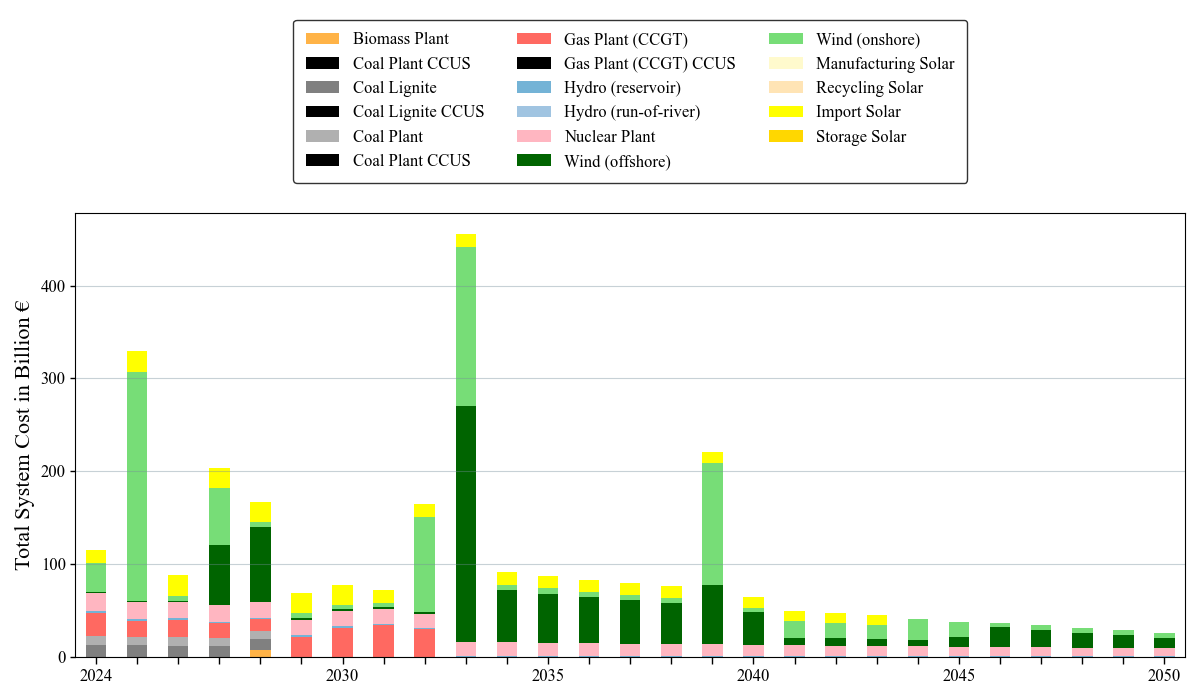 Biomass Plant
Coal Plant CCUS
Coal Lignite
Coal Lignite CCUS
Coal Plant
Coal Plant CCUS
Gas Plant (CCGT)
Gas Plant (CCGT) CCUS
Hydro (reservoir)
Hydro (run-of-river)
Nuclear Plant
Wind (offshore)
Wind (onshore)
Manufacturing Solar
Recycling Solar
Import Solar
Storage Solar
Total System Cost in Billion €
400
300
200
100
0
2024 2030 2035 2040 2045 2050